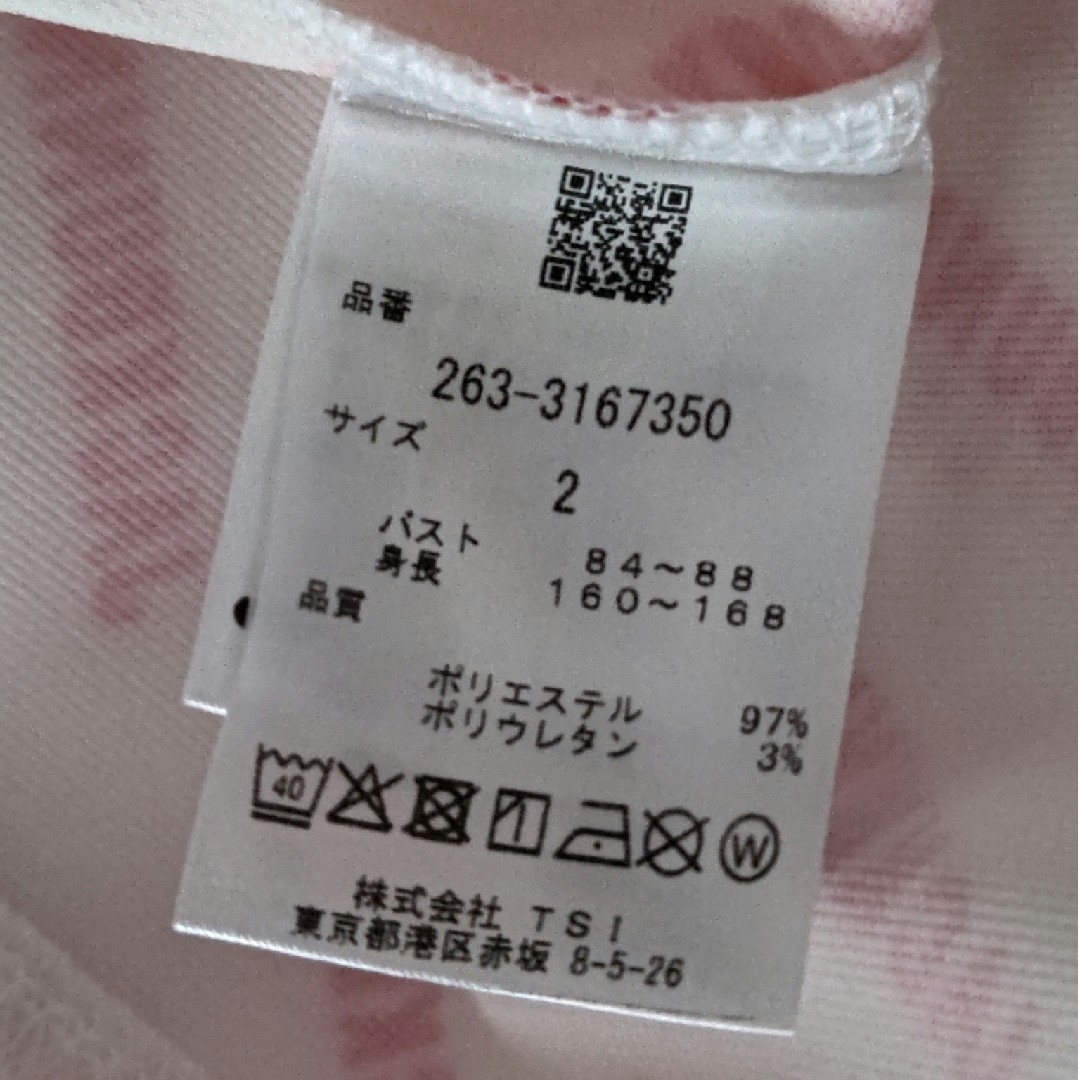 品番
263-3167350
サイズ
2
バスト 84～88
身長 160～168
品質
ポリエステル 97%
ポリウレタン 3%
40 W
株式会社 TSI
東京都港区赤坂 8-5-26